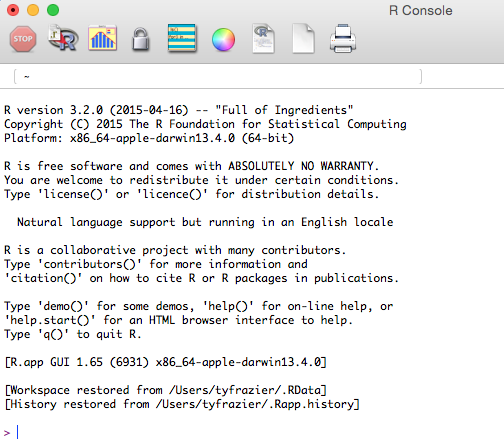 R Console
STOP
~
R version 3.2.0 (2015-04-16) -- "Full of Ingredients"
Copyright (C) 2015 The R Foundation for Statistical Computing
Platform: x86_64-apple-darwin13.4.0 (64-bit)
R is free software and comes with ABSOLUTELY NO WARRANTY.
You are welcome to redistribute it under certain conditions.
Type 'license()' or 'licence()' for distribution details.
Natural language support but running in an English locale
R is a collaborative project with many contributors.
Type 'contributors()' for more information and
'citation()' on how to cite R or R packages in publications.
Type 'demo()' for some demos, 'help()' for on-line help, or
'help.start()' for an HTML browser interface to help.
Type 'q()' to quit R.
[R.app GUI 1.65 (6931) x86_64-apple-darwin13.4.0]
[Workspace restored from /Users/tyfrazier/.RData]
[History restored from /Users/tyfrazier/.Rapp.history]
>